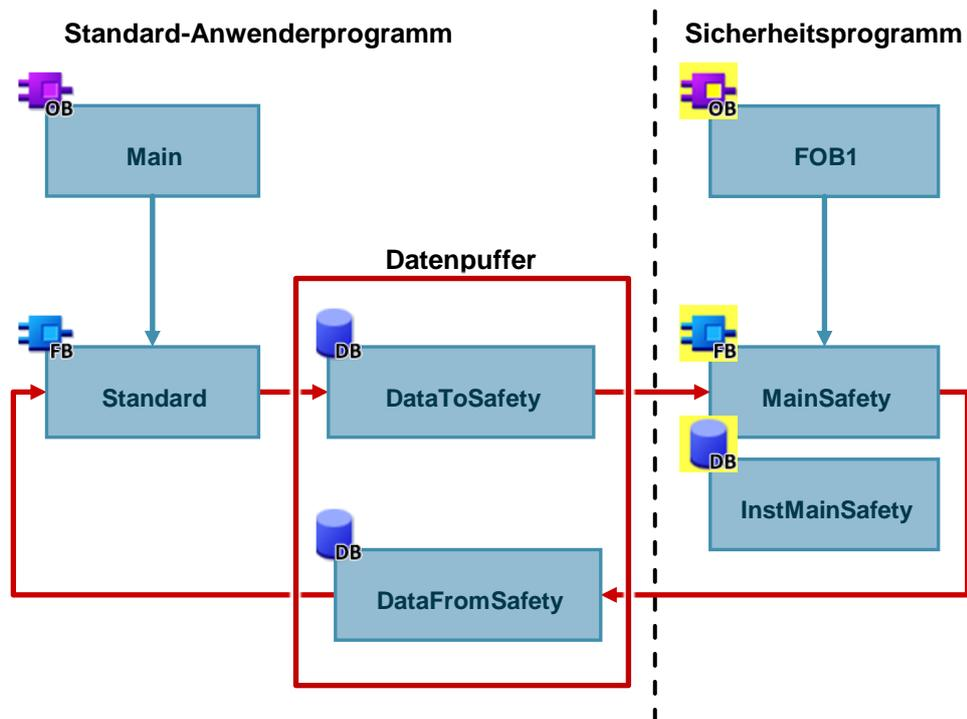 Standard-Anwenderprogramm
Sicherheitsprogramm
OB
Main
OB
FOB1
Datenpuffer
FB
Standard
DB
DataToSafety
FB
MainSafety
DB
InstMainSafety
DB
DataFromSafety